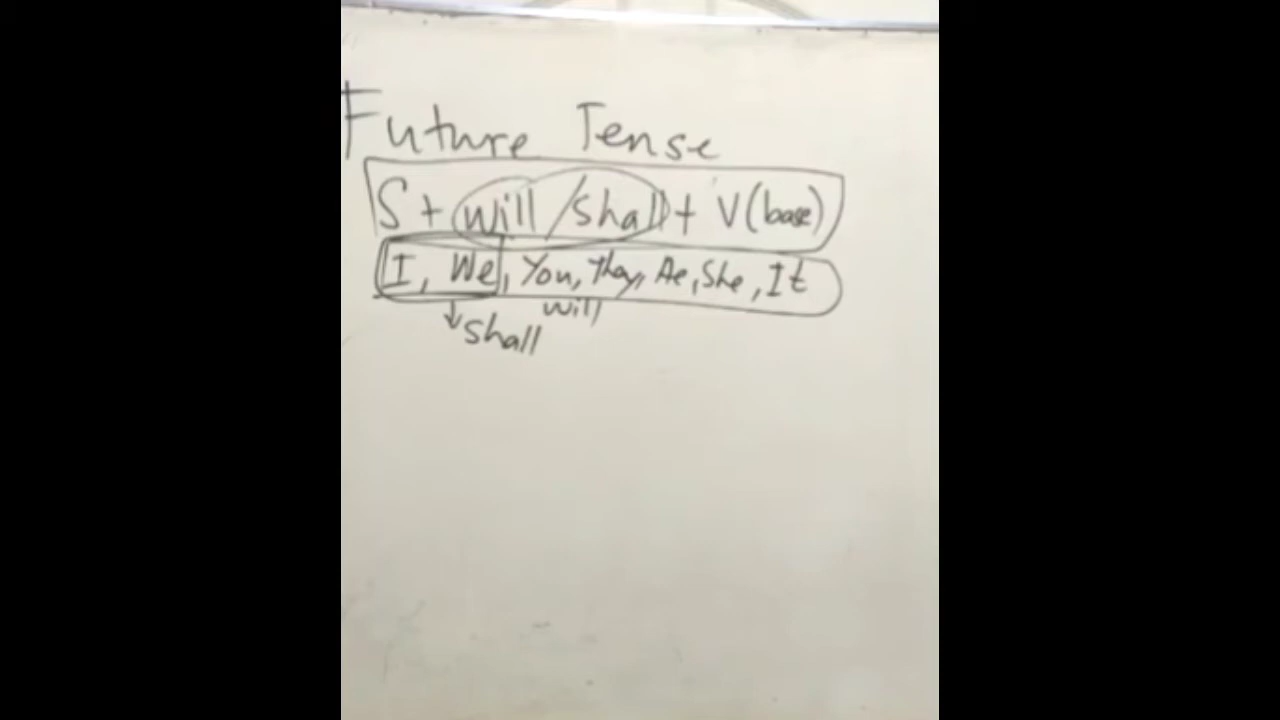 Future Tense
S + will / shall + V (base)
I, We, You, They, He, She, It
will
shall